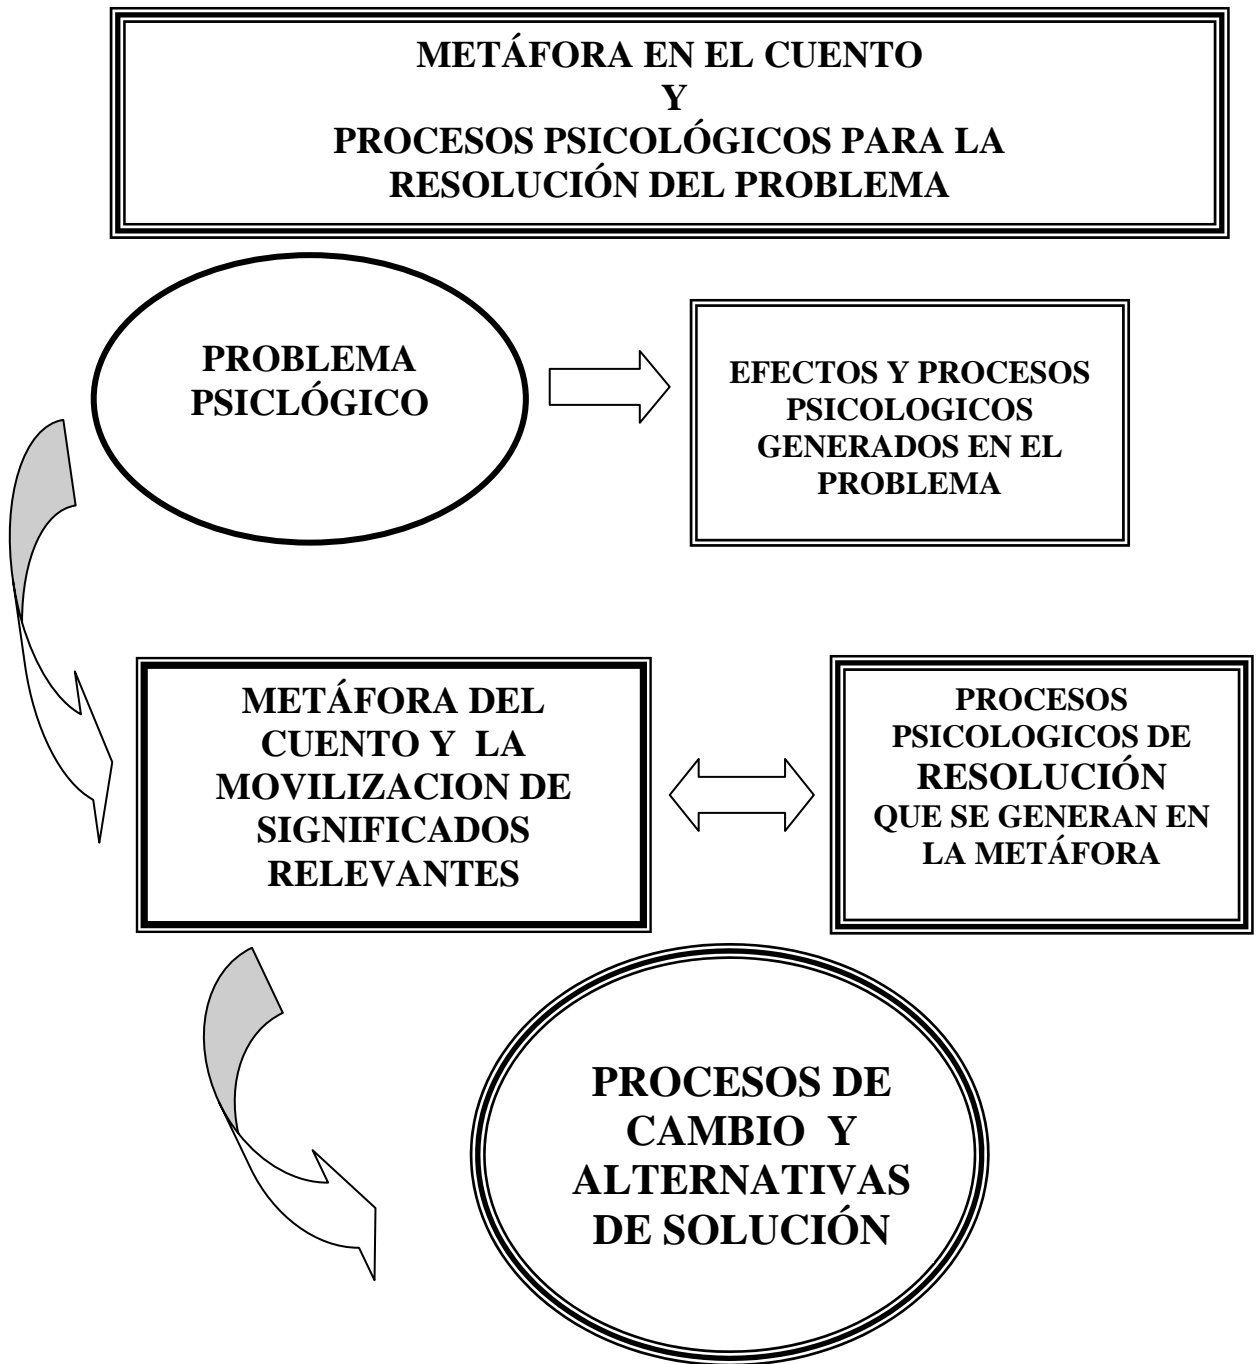 METÁFORA EN EL CUENTO
Y
PROCESOS PSICOLÓGICOS PARA LA
RESOLUCIÓN DEL PROBLEMA
PROBLEMA
PSICLÓGICO
EFECTOS Y PROCESOS
PSICOLOGICOS
GENERADOS EN EL
PROBLEMA
METÁFORA DEL
CUENTO Y LA
MOVILIZACION DE
SIGNIFICADOS
RELEVANTES
PROCESOS
PSICOLOGICOS DE
RESOLUCIÓN
QUE SE GENERAN EN
LA METÁFORA
PROCESOS DE
CAMBIO Y
ALTERNATIVAS
DE SOLUCIÓN